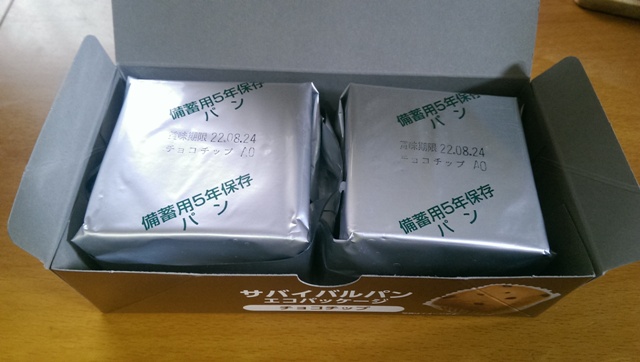 備蓄用5年保存
パン
賞味期限 22.08.24
チョコチップ AO
備蓄用5年保存
パン
備蓄用5年保存
パン
賞味期限 22.08.24
チョコチップ AO
備蓄用5年保存
パン
サバイバルパン
エコパッケージ
チョコチップ